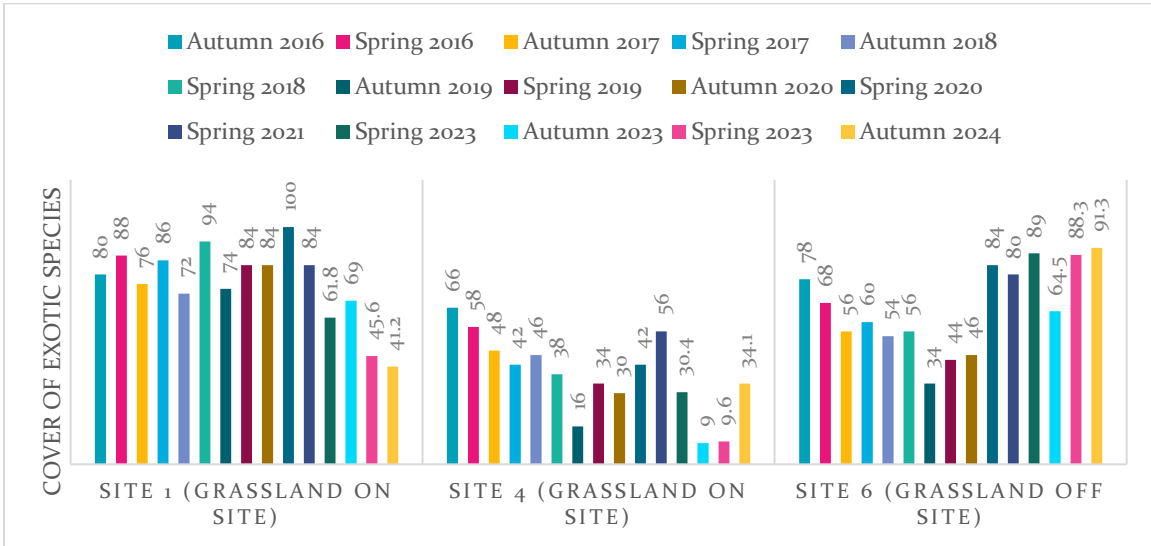 Autumn 2016 Spring 2016 Autumn 2017 Spring 2017 Autumn 2018
Spring 2018 Autumn 2019 Spring 2019 Autumn 2020 Spring 2020
Spring 2021 Spring 2023 Autumn 2023 Spring 2023 Autumn 2024
COVER OF EXOTIC SPECIES
80 88 76 86 72 94 74 84 84 100 84 61.8 69 45.6 41.2
66 58 48 42 46 38 16 34 30 42 56 30.4 9 9.6 34.1
78 68 56 60 54 56 34 44 46 84 80 89 64.5 88.3 91.3
SITE 1 (GRASSLAND ON
SITE)
SITE 4 (GRASSLAND ON
SITE)
SITE 6 (GRASSLAND OFF
SITE)